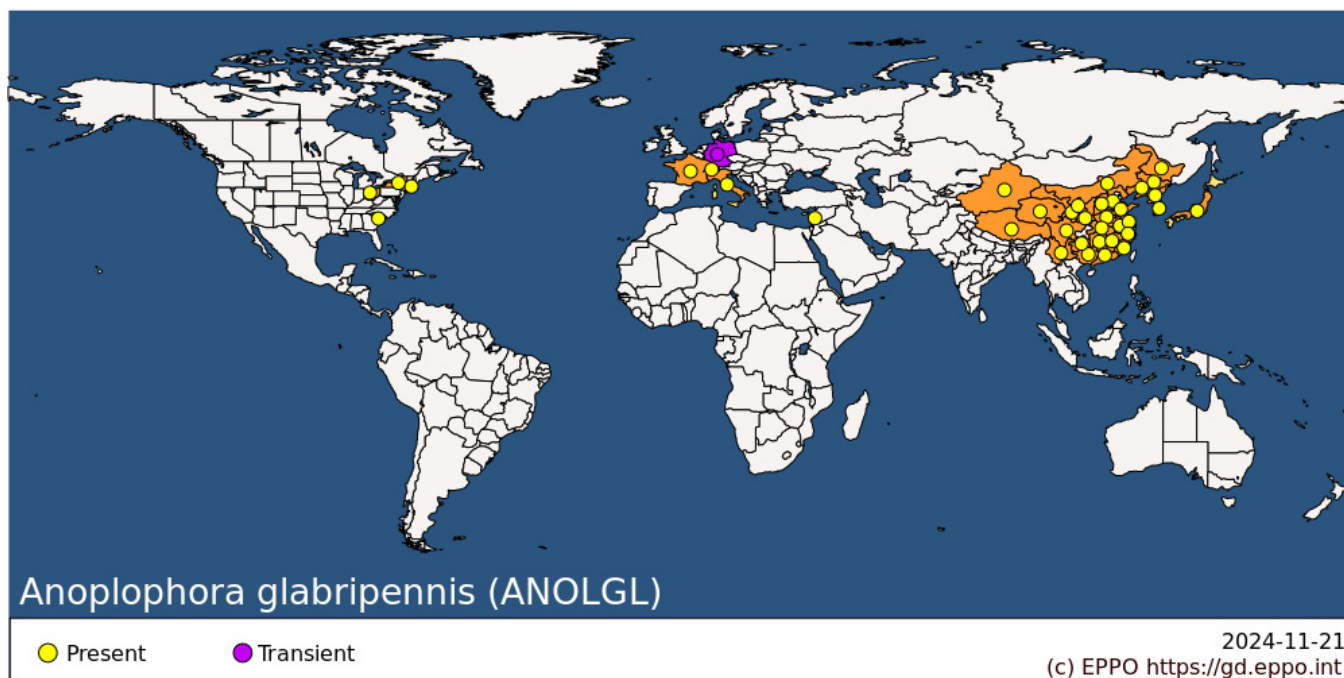 Anoplophora glabripennis (ANOLGL)
Present
Transient
2024-11-21
(c) EPPO https://gd.eppo.int